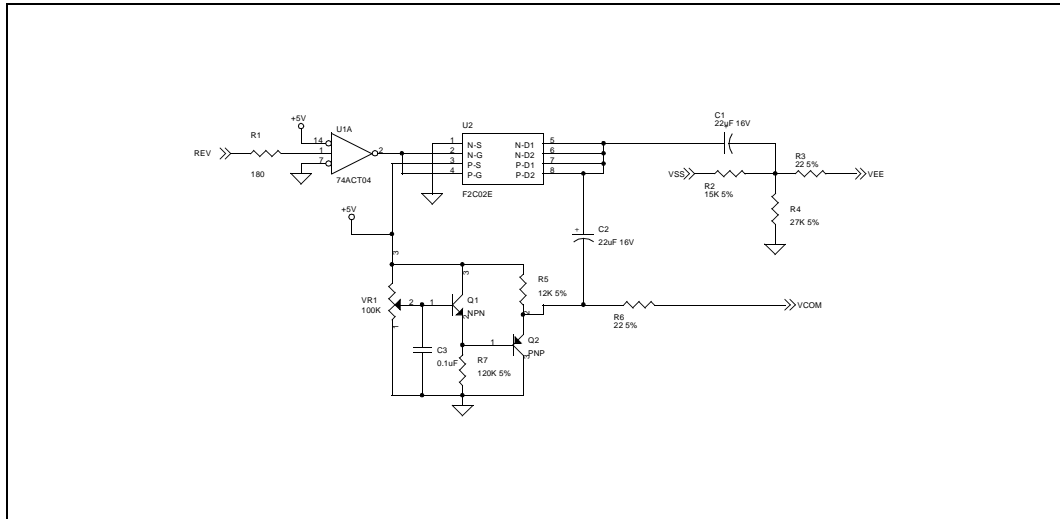 C1
22uF 16V
+5V
U1A
U2
R1
14
1
N-S
N-D1
5
REV
1
2
2
N-G
N-D2
6
R3
7
3
P-S
P-D1
7
22 5%
4
P-G
P-D2
8
VSS
VEE
180
74ACT04
R2
F2C02E
15K 5%
R4
+5V
27K 5%
+
C2
22uF 16V
3
3
R5
12K 5%
VR1
2
1
Q1
VCOM
100K
NPN
R6
1
2
2
22 5%
C3
1
Q2
0.1uF
R7
PNP
120K 5%
3